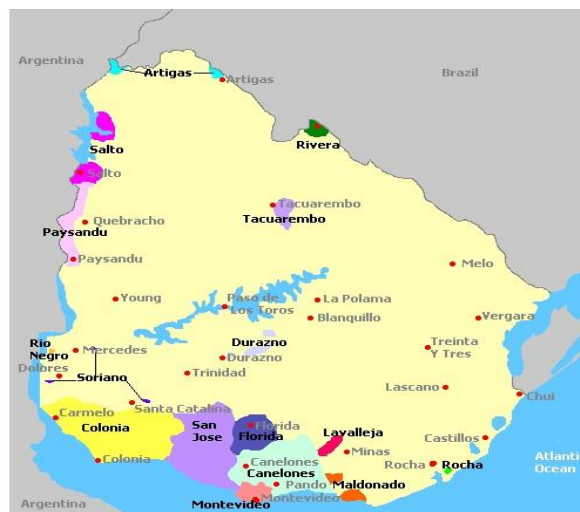 Argentina
Artigas
Artigas
Brazil
Rivera
Salto
Salto
Tacuarembo
Tacuarembo
Quebracho
Paysandu
Paysandu
Melo
Young
Paso de
Los Toros
La Polama
Blanquillo
Vergara
Rio
Negro
Mercedes
Durazno
Durazno
Treinta
Y Tres
Dolores
Soriano
Trinidad
Lascano
Chui
Carmelo
Santa Catalina
Colonia
San
Jose
Florida
Florida
Lavalleja
Minas
Castillos
Colonia
Canelones
Canelones
Rocha
Rocha
Atlanti
Ocean
Pando
Maldonado
Montevideo
Montevideo
Argentina